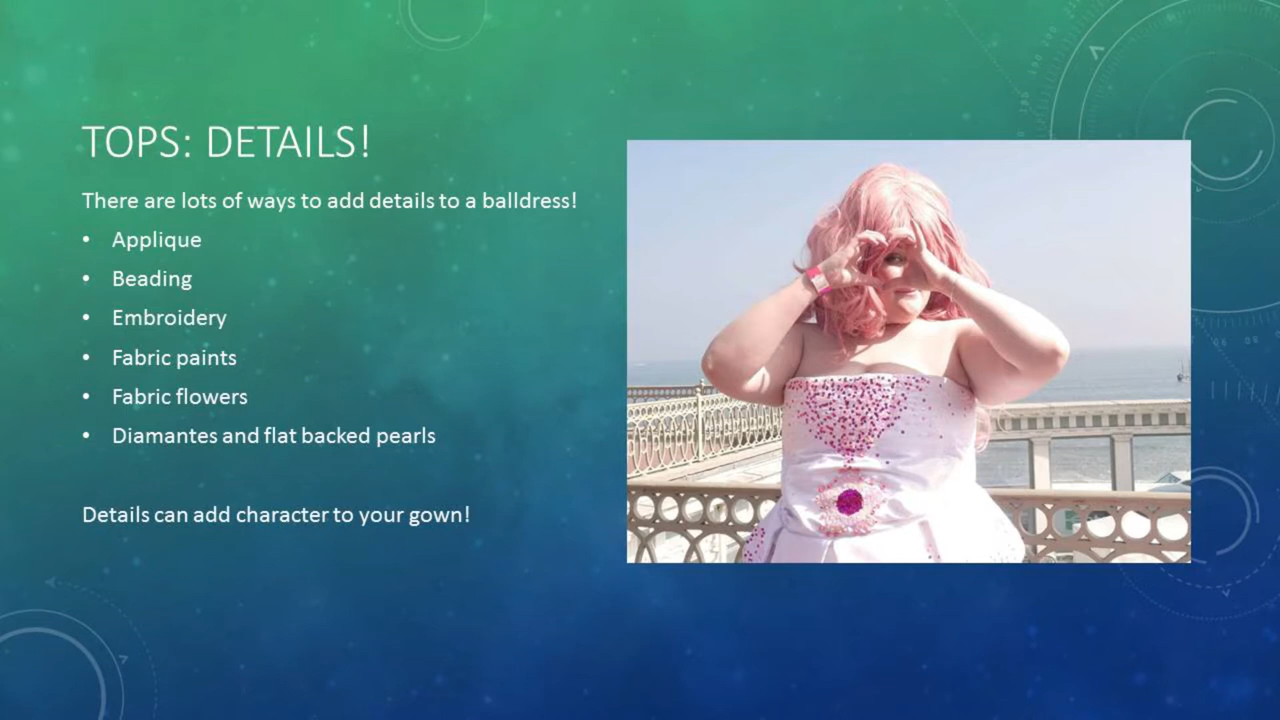 TOPS: DETAILS!
There are lots of ways to add details to a balldress!
• Applique
• Beading
• Embroidery
• Fabric paints
• Fabric flowers
• Diamantes and flat backed pearls
Details can add character to your gown!